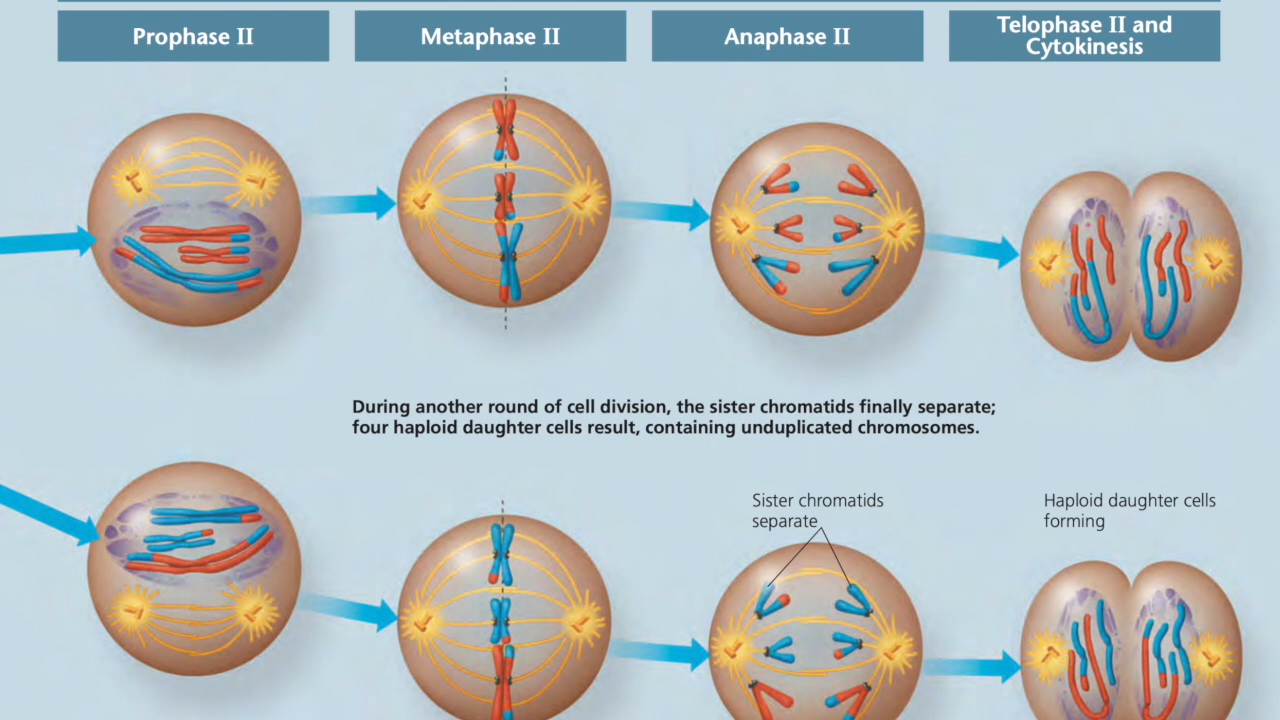 Prophase II
Metaphase II
Anaphase II
Telophase II and
Cytokinesis
During another round of cell division, the sister chromatids finally separate;
four haploid daughter cells result, containing unduplicated chromosomes.
Sister chromatids
separate
Haploid daughter cells
forming